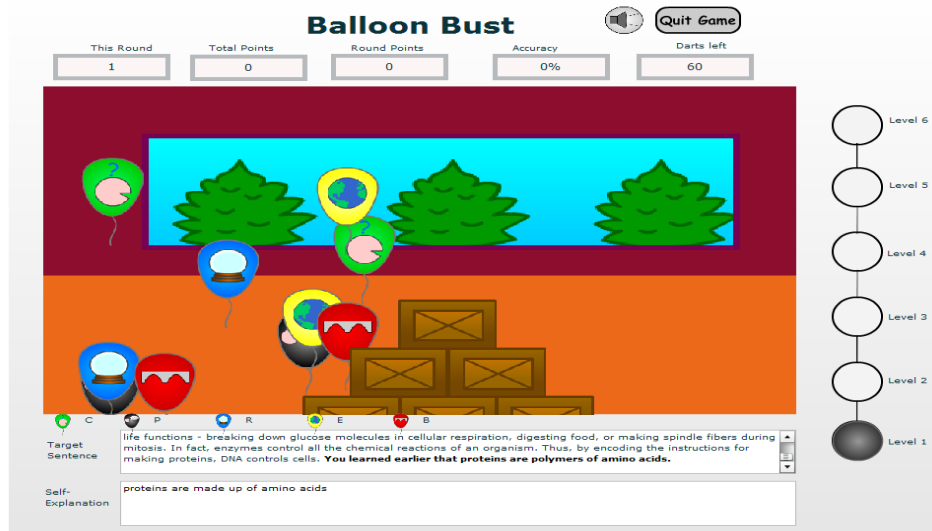 Balloon Bust
Quit Game
This Round
Total Points
Round Points
Accuracy
Darts left
1
0
0
0%
60
Level 6
Level 5
Level 4
Level 3
Level 2
Level 1
?
?
C
P
R
E
B
Target
Sentence
life functions - breaking down glucose molecules in cellular respiration, digesting food, or making spindle fibers during
mitosis. In fact, enzymes control all the chemical reactions of an organism. Thus, by encoding the instructions for
making proteins, DNA controls cells. You learned earlier that proteins are polymers of amino acids.
Self-
Explanation
proteins are made up of amino acids